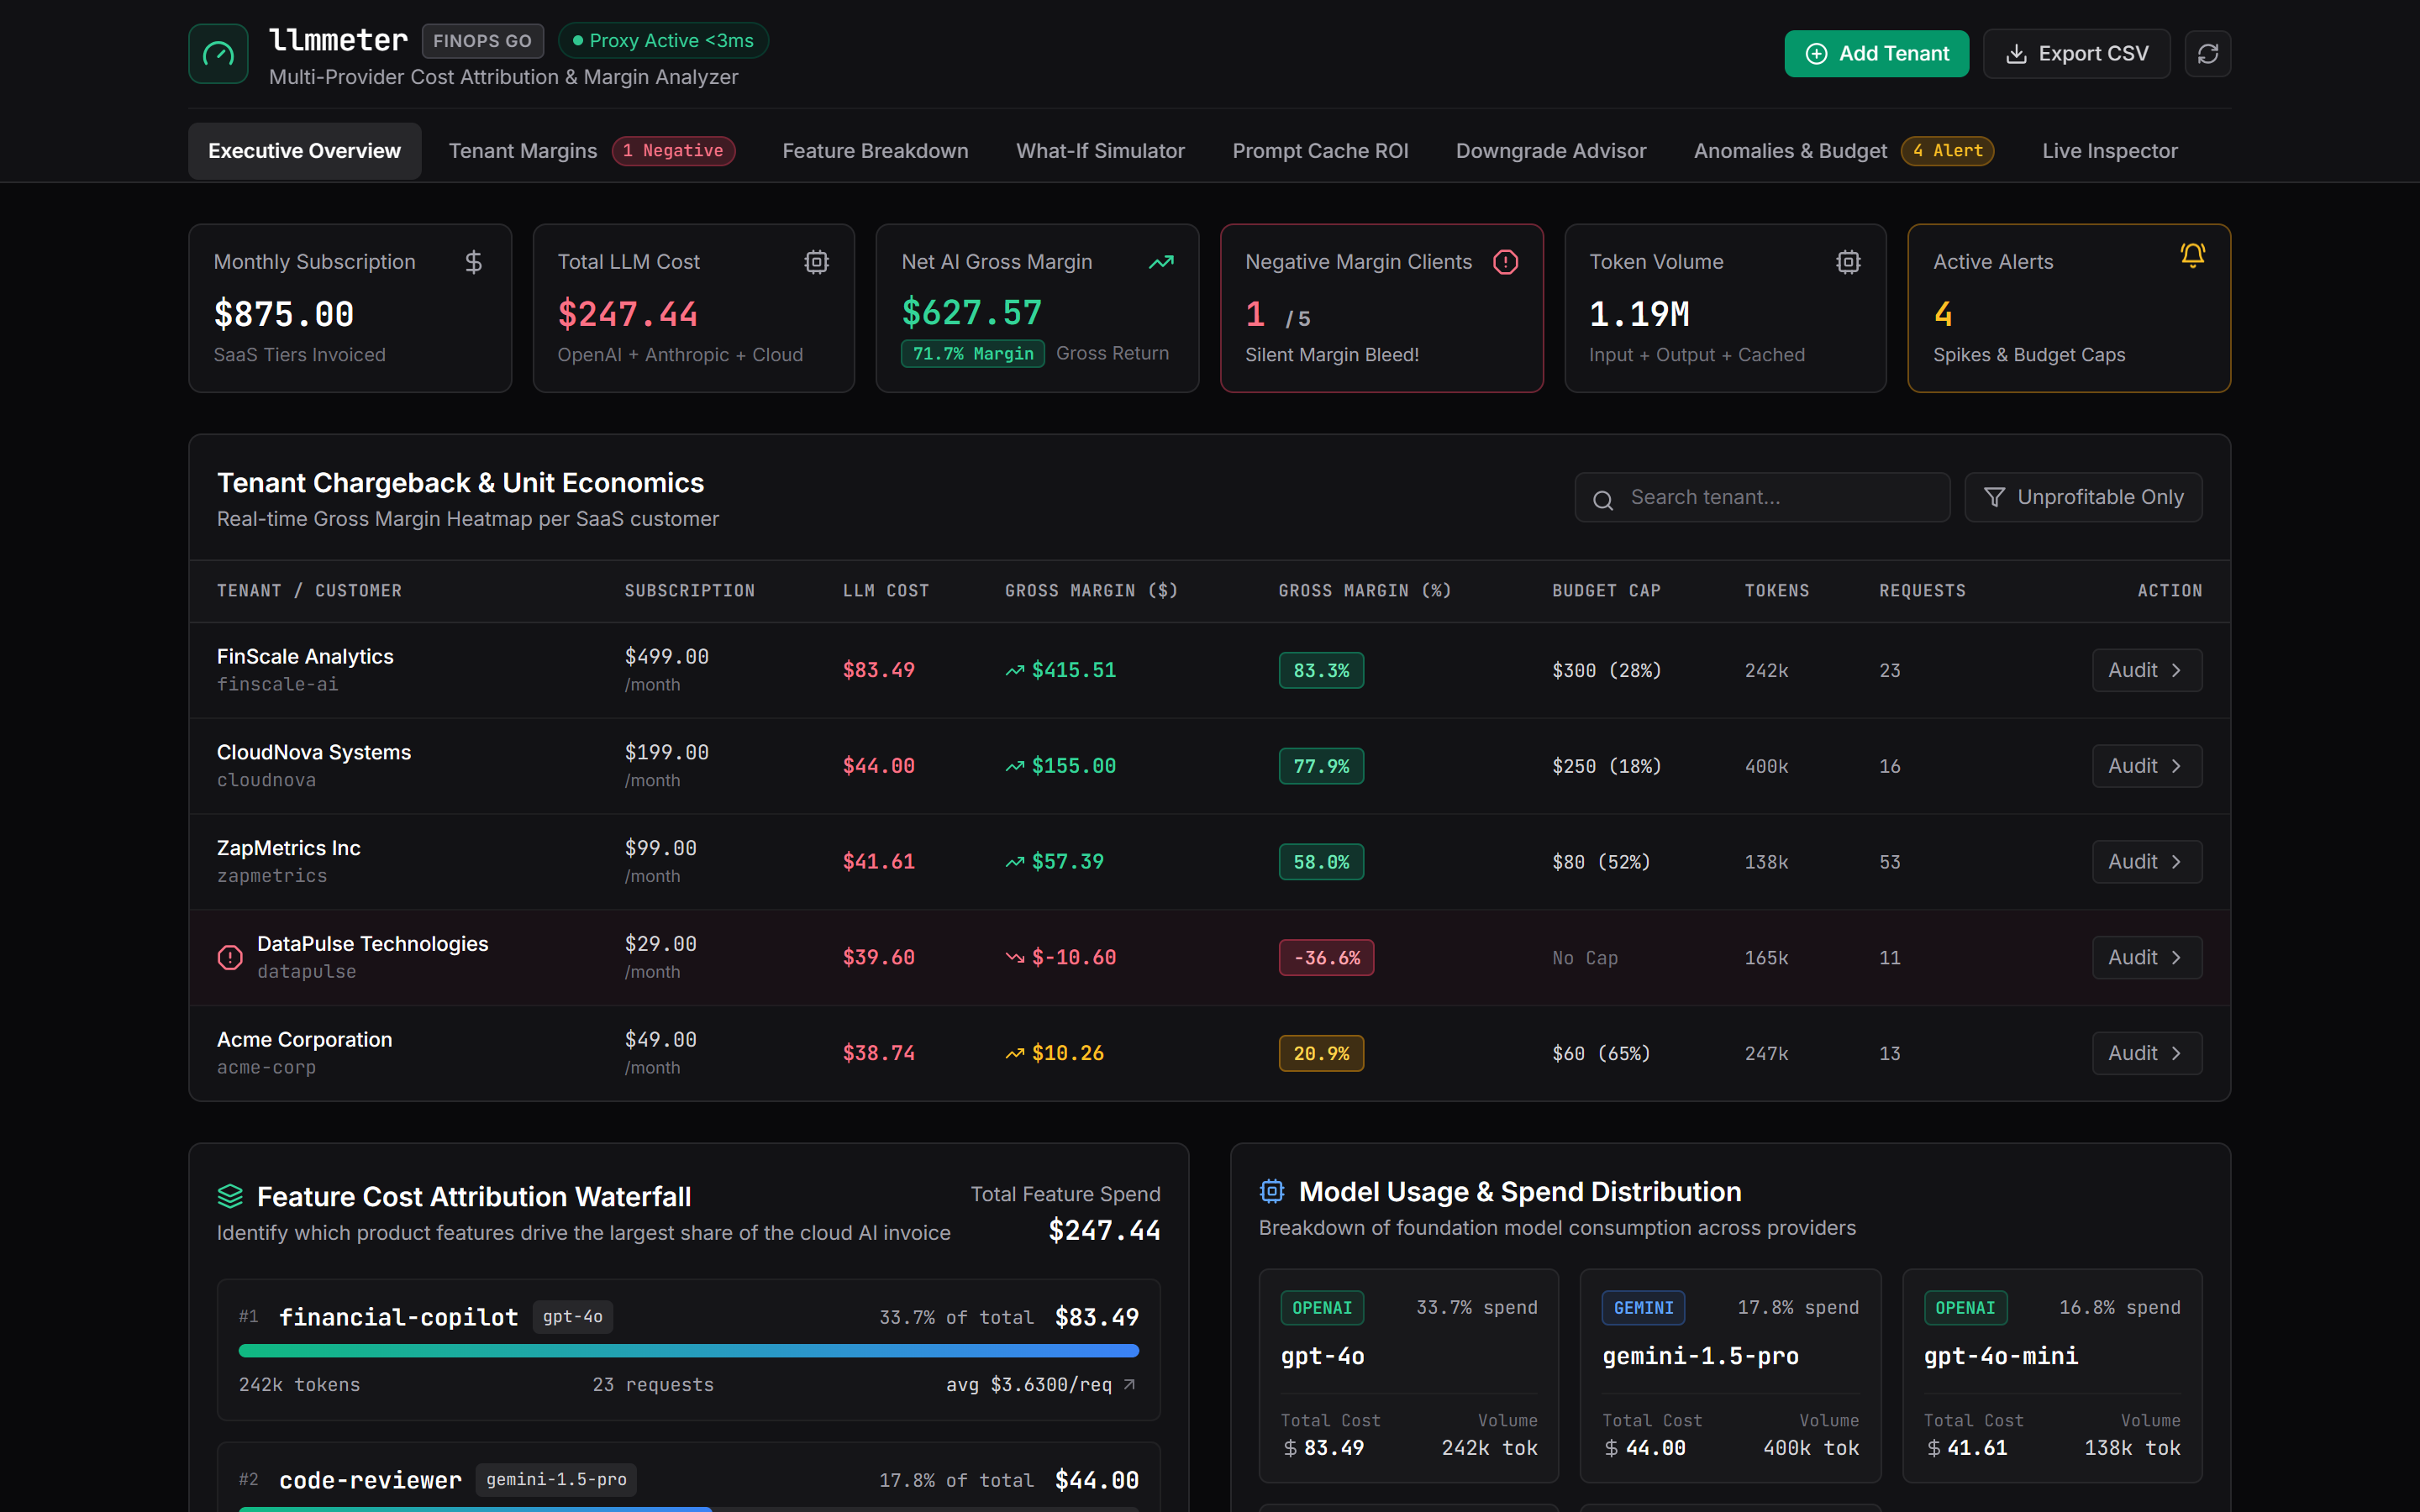 llmmeter FINOPS GO Proxy Active <3ms
Multi-Provider Cost Attribution & Margin Analyzer
Add Tenant Export CSV
Executive Overview Tenant Margins 1 Negative Feature Breakdown What-If Simulator Prompt Cache ROI Downgrade Advisor Anomalies & Budget 4 Alert Live Inspector
Monthly Subscription
$875.00
SaaS Tiers Invoiced
Total LLM Cost
$247.44
OpenAI + Anthropic + Cloud
Net AI Gross Margin
$627.57
71.7% Margin Gross Return
Negative Margin Clients
1 / 5
Silent Margin Bleed!
Token Volume
1.19M
Input + Output + Cached
Active Alerts
4
Spikes & Budget Caps
Tenant Chargeback & Unit Economics
Real-time Gross Margin Heatmap per SaaS customer
Search tenant...
Unprofitable Only
TENANT / CUSTOMER SUBSCRIPTION LLM COST GROSS MARGIN ($) GROSS MARGIN (%) BUDGET CAP TOKENS REQUESTS ACTION
FinScale Analytics $499.00 $83.49 $415.51 83.3% $300 (28%) 242k 23 Audit
finscale-ai /month
CloudNova Systems $199.00 $44.00 $155.00 77.9% $250 (18%) 400k 16 Audit
cloudnova /month
ZapMetrics Inc $99.00 $41.61 $57.39 58.0% $80 (52%) 138k 53 Audit
zapmetrics /month
DataPulse Technologies $29.00 $39.60 $-10.60 -36.6% No Cap 165k 11 Audit
datapulse /month
Acme Corporation $49.00 $38.74 $10.26 20.9% $60 (65%) 247k 13 Audit
acme-corp /month
Feature Cost Attribution Waterfall
Identify which product features drive the largest share of the cloud AI invoice
Total Feature Spend
$247.44
#1 financial-copilot gpt-4o 33.7% of total $83.49
242k tokens 23 requests avg $3.6300/req
#2 code-reviewer gemini-1.5-pro 17.8% of total $44.00
Model Usage & Spend Distribution
Breakdown of foundation model consumption across providers
OPENAI 33.7% spend
gpt-4o
Total Cost Volume
$ 83.49 242k tok
GEMINI 17.8% spend
gemini-1.5-pro
Total Cost Volume
$ 44.00 400k tok
OPENAI 16.8% spend
gpt-4o-mini
Total Cost Volume
$ 41.61 138k tok